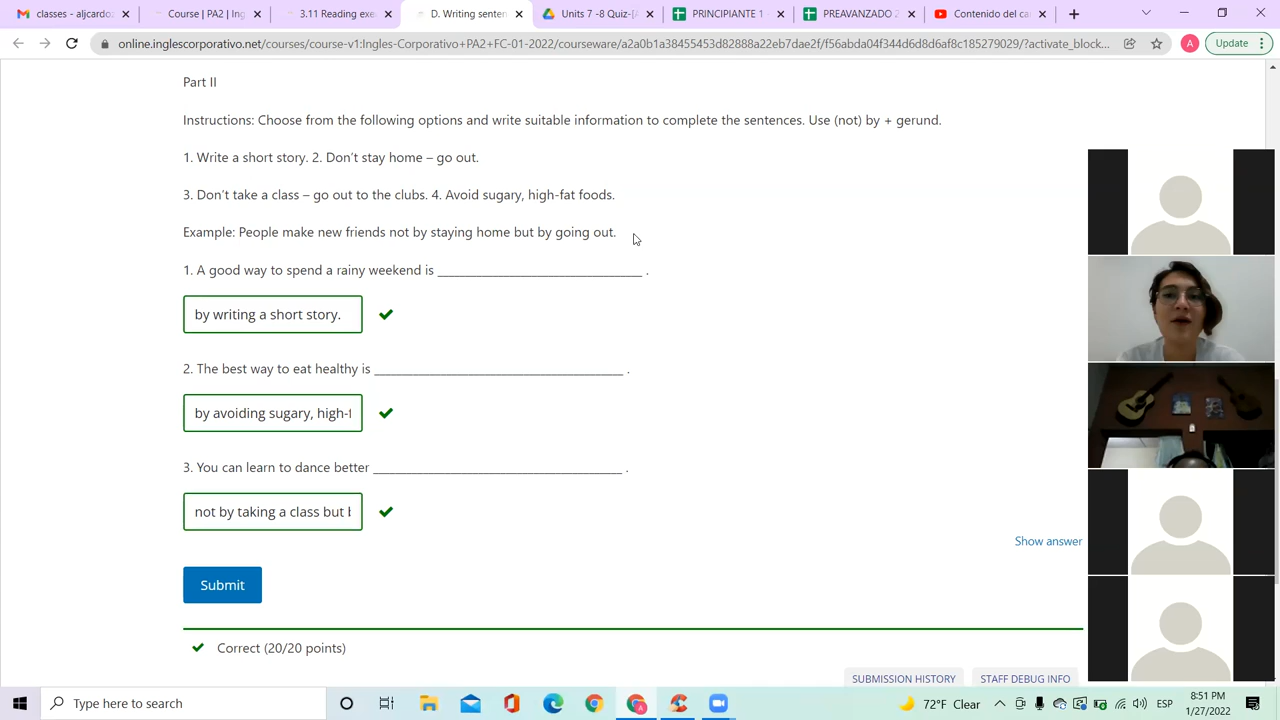 classes - aljcar
Course | PA2 | In
3.11 Reading exe
D. Writing senten
Units 7 -8 Quiz-[A
PRINCIPIANTE 1
PREAVANZADO 2
Contenido del ca
online.inglescorporativo.net/courses/course-v1:Ingles-Corporativo+PA2+FC-01-2022/courseware/a2a0b1a38455453d82888a22eb7dae2f/f56abda04f344d6d8d6af8c185279029/?activate_block...
A
Update
Part II
Instructions: Choose from the following options and write suitable information to complete the sentences. Use (not) by + gerund.
1. Write a short story. 2. Don't stay home – go out.
3. Don't take a class – go out to the clubs. 4. Avoid sugary, high-fat foods.
Example: People make new friends not by staying home but by going out.
1. A good way to spend a rainy weekend is ______________________________ .
by writing a short story.
2. The best way to eat healthy is ____________________________________ .
by avoiding sugary, high-f
3. You can learn to dance better ____________________________________ .
not by taking a class but
Show answer
Submit
Correct (20/20 points)
SUBMISSION HISTORY
STAFF DEBUG INFO
Type here to search
72°F Clear
ESP
8:51 PM
1/27/2022